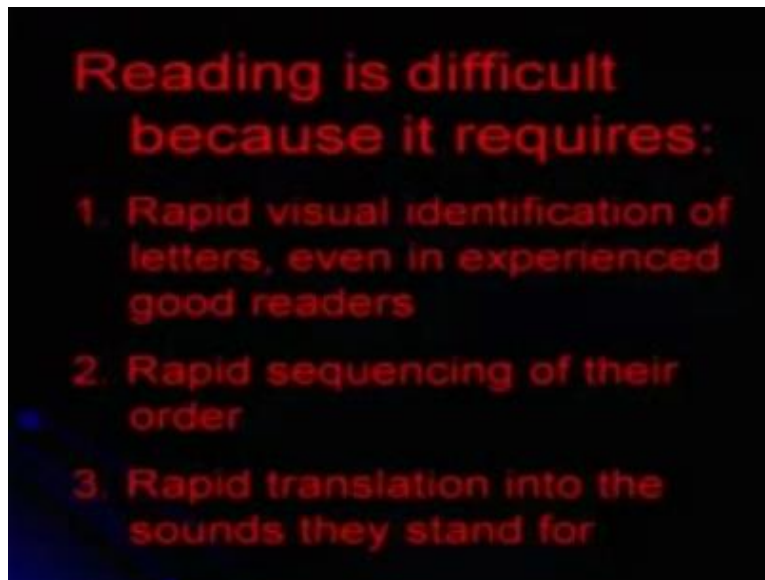 Reading is difficult
because it requires:
1. Rapid visual identification of
letters, even in experienced
good readers
2. Rapid sequencing of their
order
3. Rapid translation into the
sounds they stand for